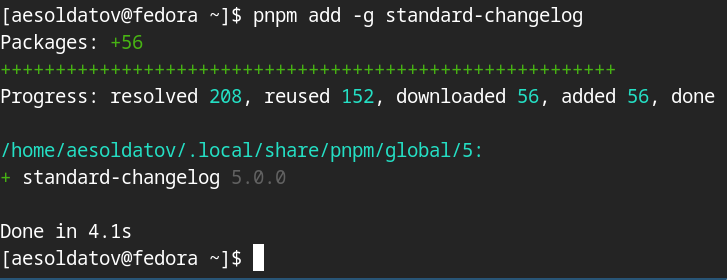 [aesoldatov@fedora ~]$ pnpm add -g standard-changelog
Packages: +56
++++++++++++++++++++++++++++++++++++++++++++++++++++++++
Progress: resolved 208, reused 152, downloaded 56, added 56, done
/home/aesoldatov/.local/share/pnpm/global/5:
+ standard-changelog 5.0.0
Done in 4.1s
[aesoldatov@fedora ~]$